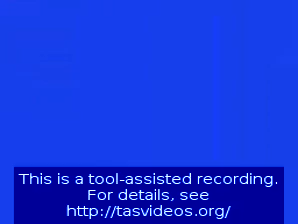 This is a tool-assisted recording.
For details, see
http://tasvideos.org/